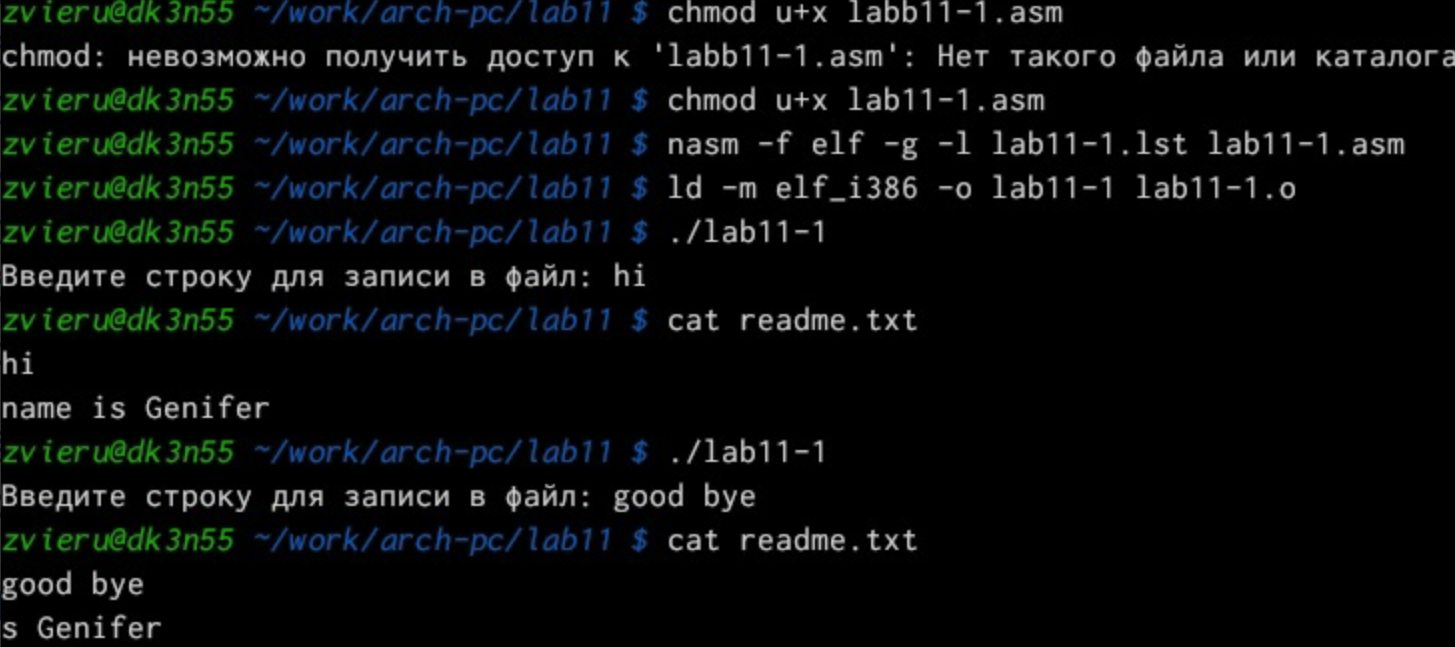 zvieru@dk3n55 ~/work/arch-pc/lab11 $ chmod u+x labb11-1.asm
chmod: невозможно получить доступ к 'labb11-1.asm': Нет такого файла или каталога
zvieru@dk3n55 ~/work/arch-pc/lab11 $ chmod u+x lab11-1.asm
zvieru@dk3n55 ~/work/arch-pc/lab11 $ nasm -f elf -g -l lab11-1.lst lab11-1.asm
zvieru@dk3n55 ~/work/arch-pc/lab11 $ ld -m elf_i386 -o lab11-1 lab11-1.o
zvieru@dk3n55 ~/work/arch-pc/lab11 $ ./lab11-1
Введите строку для записи в файл: hi
zvieru@dk3n55 ~/work/arch-pc/lab11 $ cat readme.txt
hi
name is Genifer
zvieru@dk3n55 ~/work/arch-pc/lab11 $ ./lab11-1
Введите строку для записи в файл: good bye
zvieru@dk3n55 ~/work/arch-pc/lab11 $ cat readme.txt
good bye
s Genifer